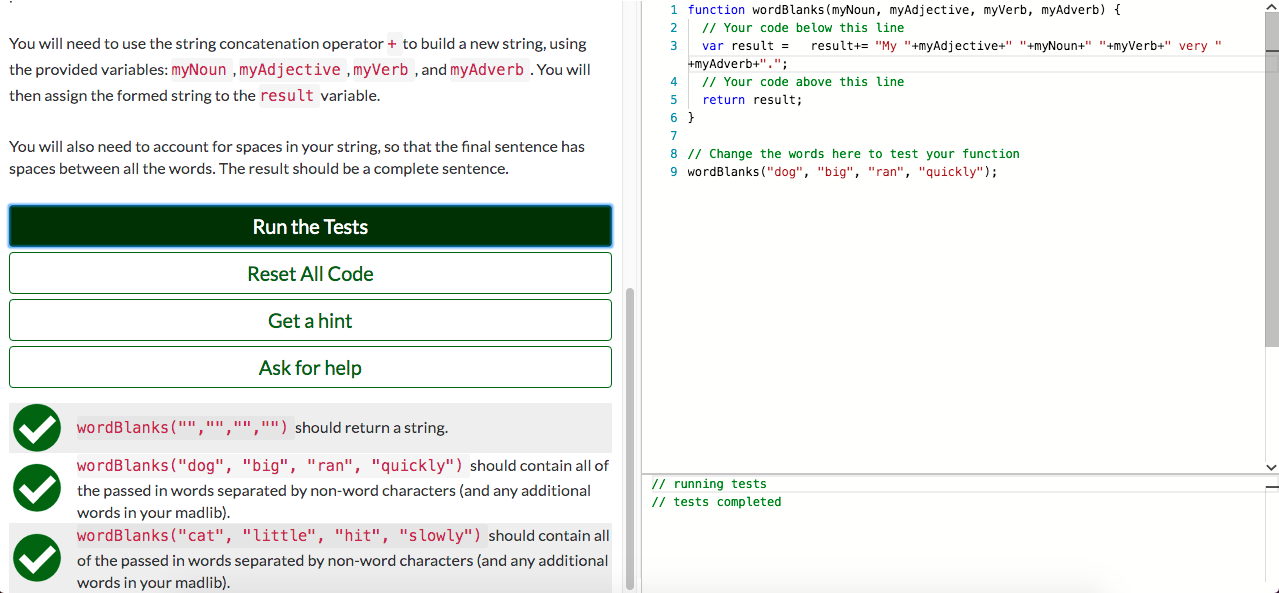 You will need to use the string concatenation operator + to build a new string, using
the provided variables: myNoun , myAdjective , myVerb , and myAdverb . You will
then assign the formed string to the result variable.
You will also need to account for spaces in your string, so that the final sentence has
spaces between all the words. The result should be a complete sentence.
Run the Tests
Reset All Code
Get a hint
Ask for help
wordBlanks("","","","") should return a string.
wordBlanks("dog", "big", "ran", "quickly") should contain all of
the passed in words separated by non-word characters (and any additional
words in your madlib).
wordBlanks("cat", "little", "hit", "slowly") should contain all
of the passed in words separated by non-word characters (and any additional
words in your madlib).
1 function wordBlanks(myNoun, myAdjective, myVerb, myAdverb) {
2 // Your code below this line
3 var result =   result+= "My "+myAdjective+" "+myNoun+" "+myVerb+" very "
+myAdverb+".";
4 // Your code above this line
5 return result;
6 }
7
8 // Change the words here to test your function
9 wordBlanks("dog", "big", "ran", "quickly");
// running tests
// tests completed